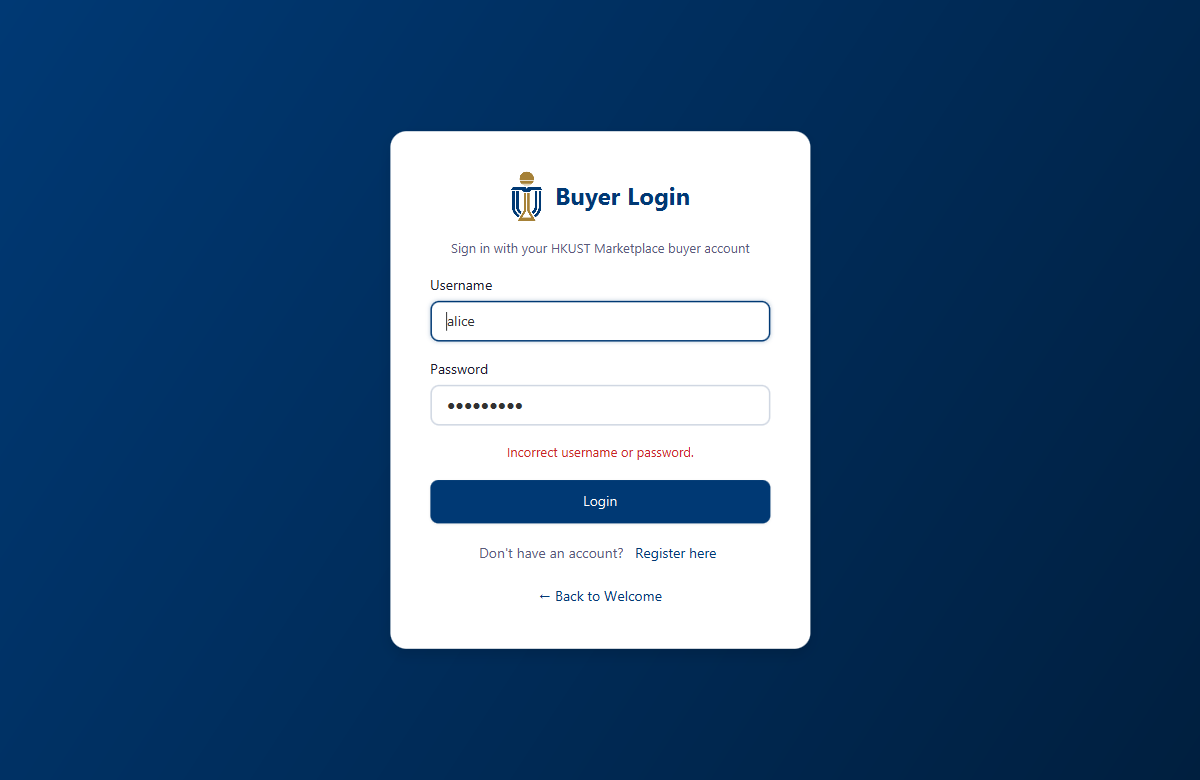 Buyer Login
Sign in with your HKUST Marketplace buyer account
Username
alice
Password
●●●●●●●●●
Incorrect username or password.
Login
Don't have an account? Register here
← Back to Welcome